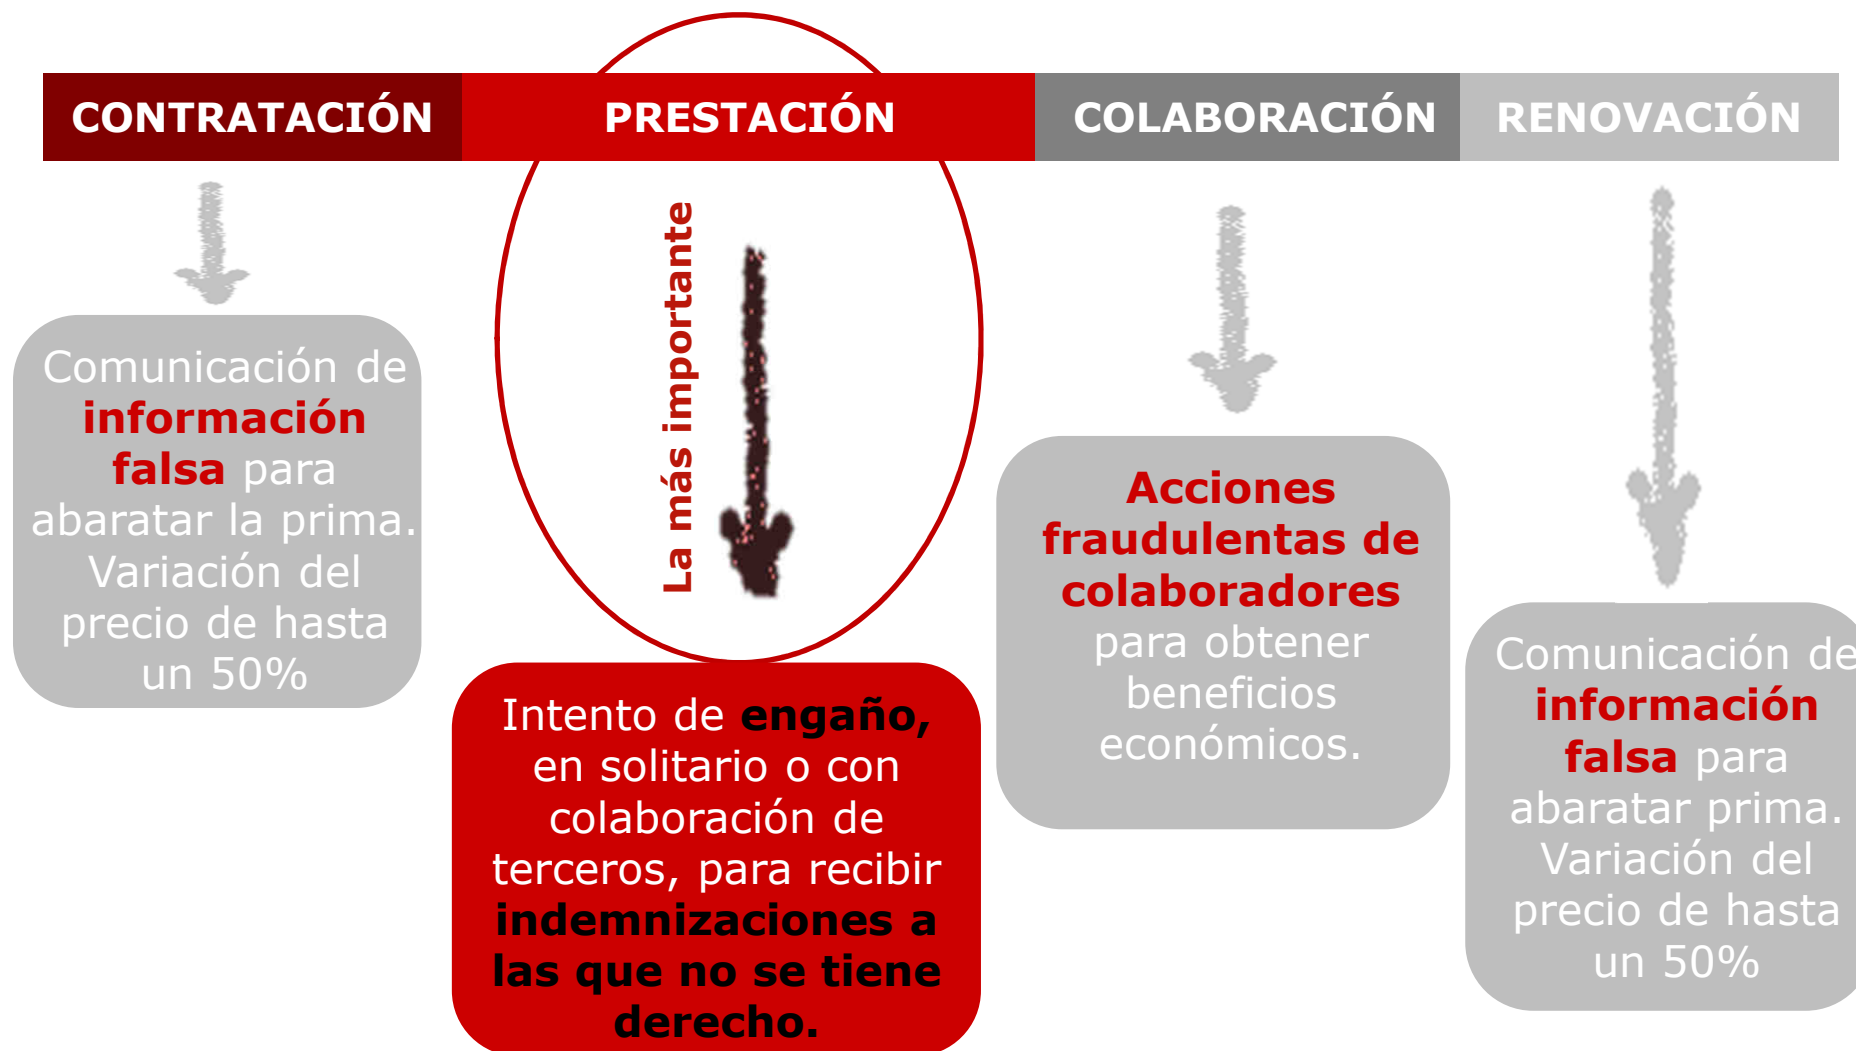 CONTRATACIÓN
PRESTACIÓN
COLABORACIÓN
RENOVACIÓN
Comunicación de
información
falsa para
abaratar la prima.
Variación del
precio de hasta
un 50%
La más importante
Intento de engaño,
en solitario o con
colaboración de
terceros, para recibir
indemnizaciones a
las que no se tiene
derecho.
Acciones
fraudulentas de
colaboradores
para obtener
beneficios
económicos.
Comunicación de
información
falsa para
abaratar prima.
Variación del
precio de hasta
un 50%